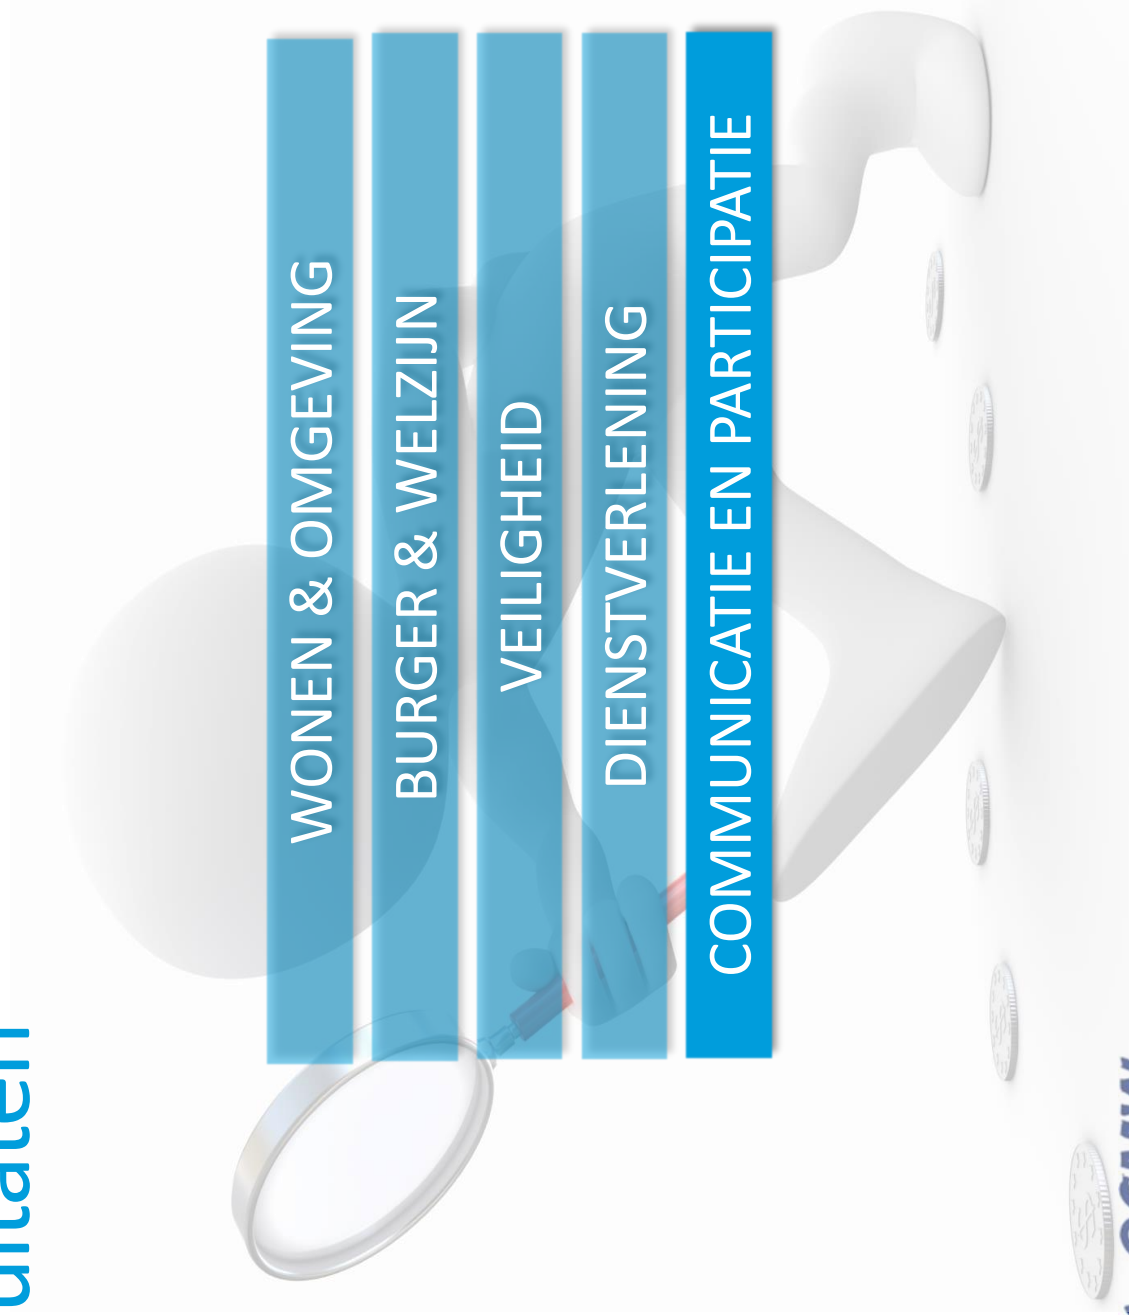 WONEN & OMGEVING
BURGER & WELZIJN
VEILIGHEID
DIENSTVERLENING
COMMUNICATIE EN PARTICIPATIE